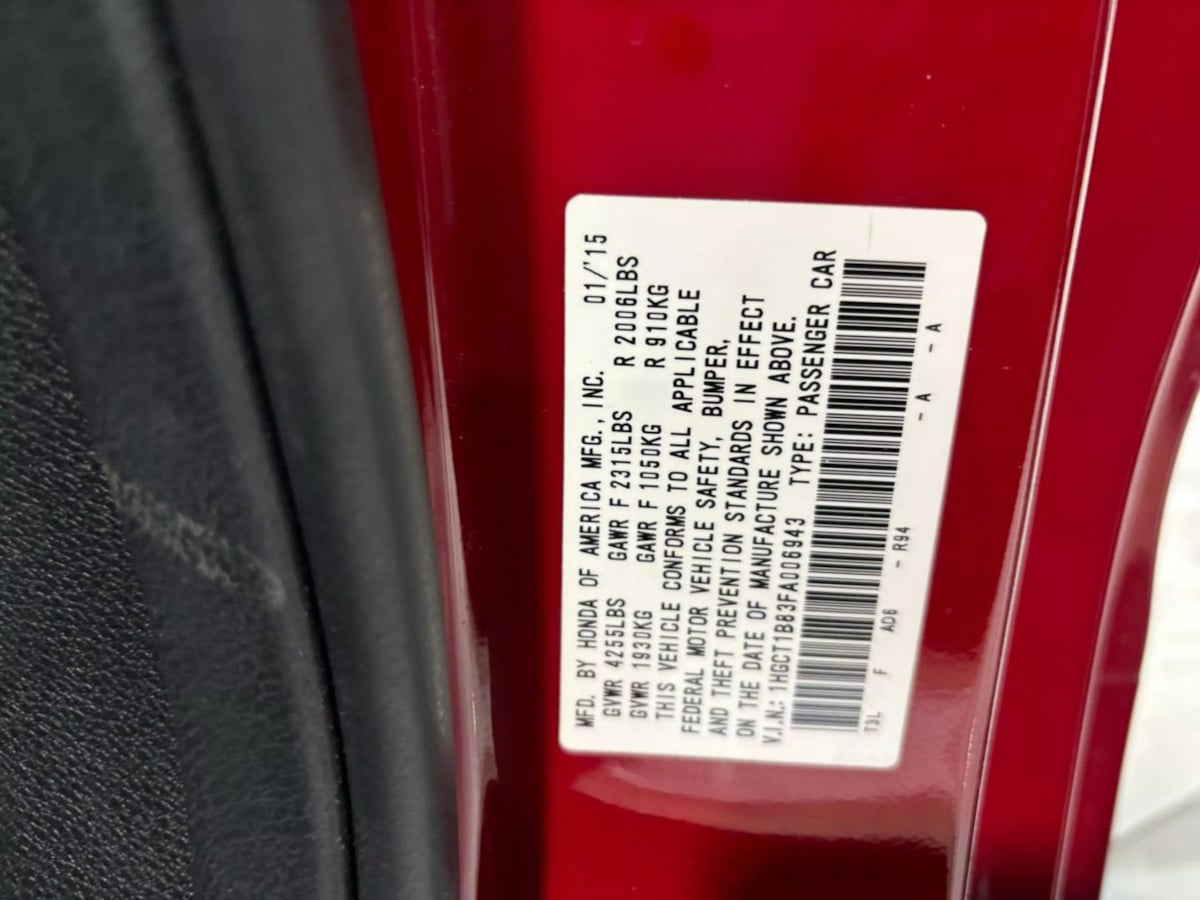 MFD. BY HONDA OF AMERICA MFG., INC. 01/'15
GVWR 4255LBS GAWR F 2315LBS R 2006LBS
GVWR 1930KG GAWR F 1050KG R 910KG
THIS VEHICLE CONFORMS TO ALL APPLICABLE
FEDERAL MOTOR VEHICLE SAFETY, BUMPER,
AND THEFT PREVENTION STANDARDS IN EFFECT
ON THE DATE OF MANUFACTURE SHOWN ABOVE.
V.I.N.: 1HGCT1B83FA006943 TYPE: PASSENGER CAR
T3L F AD6 - R94 - A - A